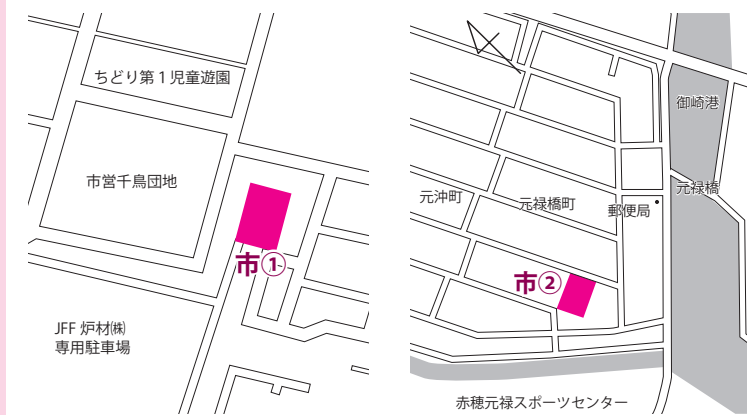 ちどり第１児童遊園
市営千鳥団地
市①
JFF 炉材㈱
専用駐車場
御崎港
元禄橋
元沖町
元禄橋町
郵便局
市②
赤穂元禄スポーツセンター